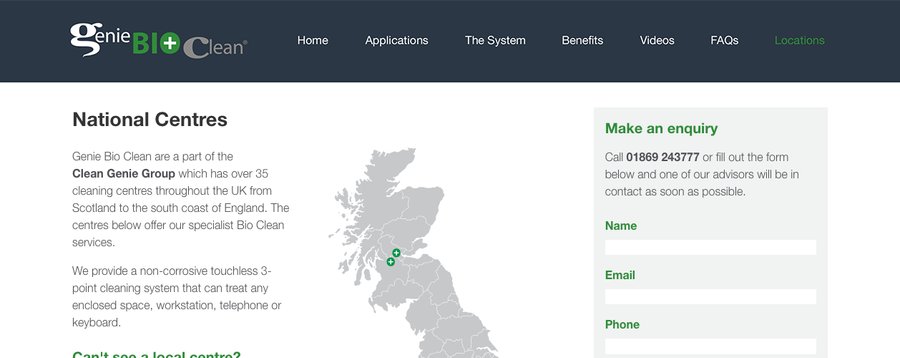 genie BIO Clean®
Home Applications The System Benefits Videos FAQs Locations
National Centres
Genie Bio Clean are a part of the
Clean Genie Group which has over 35
cleaning centres throughout the UK from
Scotland to the south coast of England. The
centres below offer our specialist Bio Clean
services.
We provide a non-corrosive touchless 3-
point cleaning system that can treat any
enclosed space, workstation, telephone or
keyboard.
Can't see a local centre?
Make an enquiry
Call 01869 243777 or fill out the form
below and one of our advisors will be in
contact as soon as possible.
Name
Email
Phone